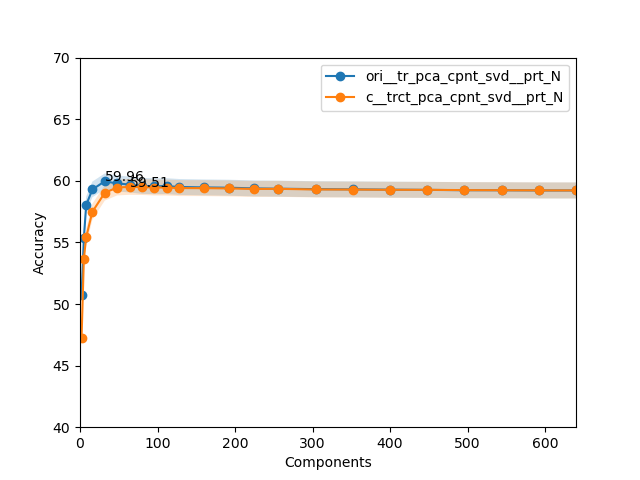 70
65
60
55
50
45
40
Accuracy
ori__tr_pca_cpnt_svd__prt_N
c__trct_pca_cpnt_svd__prt_N
59.96
59.51
0 100 200 300 400 500 600
Components